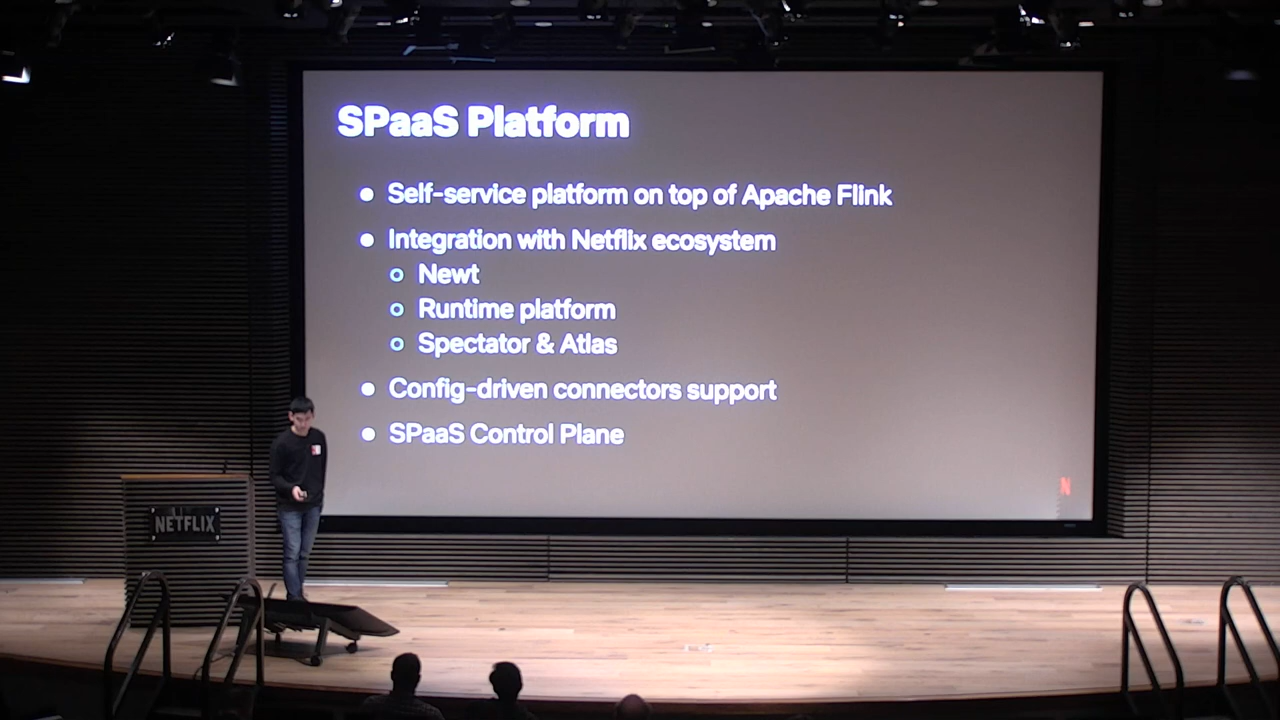 SPaaS Platform
● Self-service platform on top of Apache Flink
● Integration with Netflix ecosystem
○ Newt
○ Runtime platform
○ Spectator & Atlas
● Config-driven connectors support
● SPaaS Control Plane
N
NETFLIX